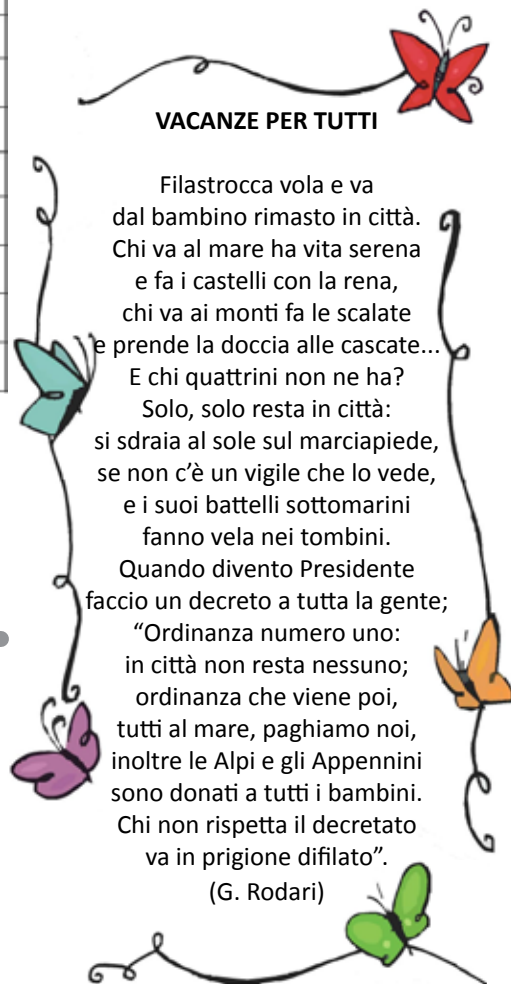 VACANZE PER TUTTI
Filastrocca vola e va
dal bambino rimasto in città.
Chi va al mare ha vita serena
e fa i castelli con la rena,
chi va ai monti fa le scalate
e prende la doccia alle cascate...
E chi quattrini non ne ha?
Solo, solo resta in città:
si sdraia al sole sul marciapiede,
se non c’è un vigile che lo vede,
e i suoi battelli sottomarini
fanno vela nei tombini.
Quando divento Presidente
faccio un decreto a tutta la gente;
“Ordinanza numero uno:
in città non resta nessuno;
ordinanza che viene poi,
tutti al mare, paghiamo noi,
inoltre le Alpi e gli Appennini
sono donati a tutti i bambini.
Chi non rispetta il decretato
va in prigione difilato”.
(G. Rodari)